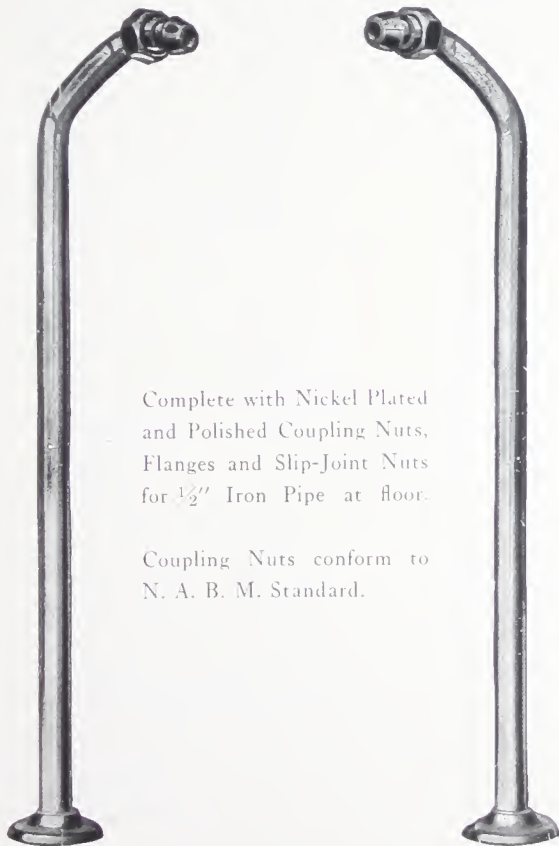 Complete with Nickel Plated
and Polished Coupling Nuts,
Flanges and Slip-Joint Nuts
for ½" Iron Pipe at floor.
Coupling Nuts conform to
N. A. B. M. Standard.